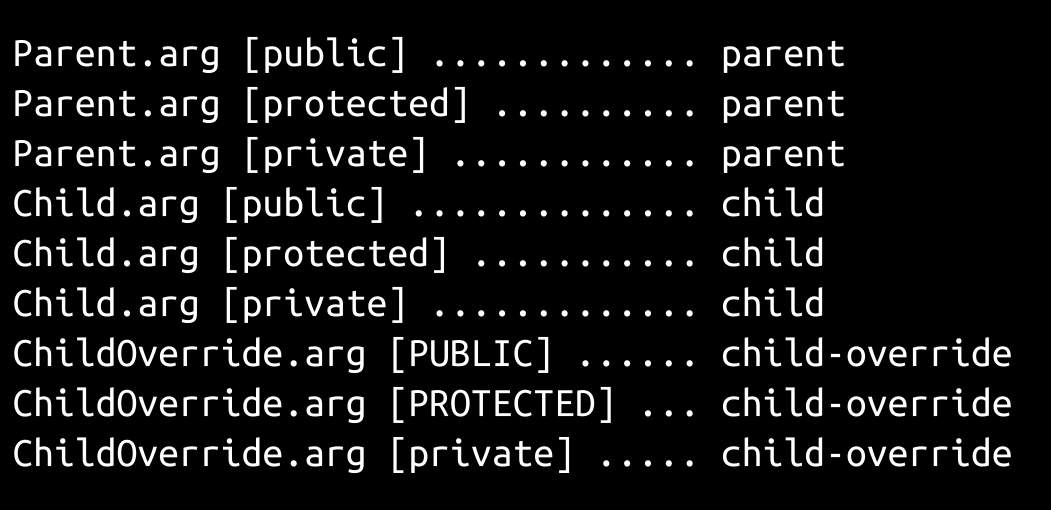 Parent.arg [public] ............. parent
Parent.arg [protected] .......... parent
Parent.arg [private] ............ parent
Child.arg [public] .............. child
Child.arg [protected] ........... child
Child.arg [private] ............. child
ChildOverride.arg [PUBLIC] ...... child-override
ChildOverride.arg [PROTECTED] ... child-override
ChildOverride.arg [private] ..... child-override